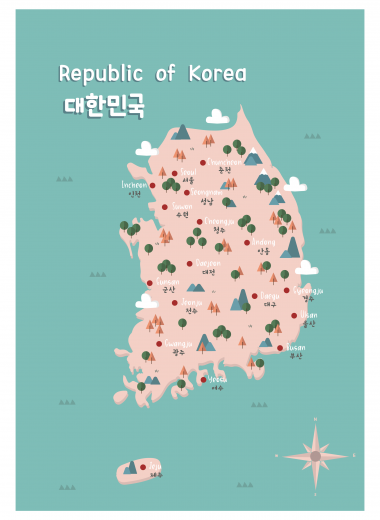 Republic of Korea
대한민국
Chuncheon
춘천
Seoul
서울
Incheon
인천
Seongnam
성남
Suwon
수원
Cheongju
청주
Andong
안동
Daejeon
대전
Gunsan
군산
Gyeongju
경주
Daegu
대구
Jeonju
전주
Ulsan
울산
Gwangju
광주
Busan
부산
Yeosu
여수
Jeju
제주